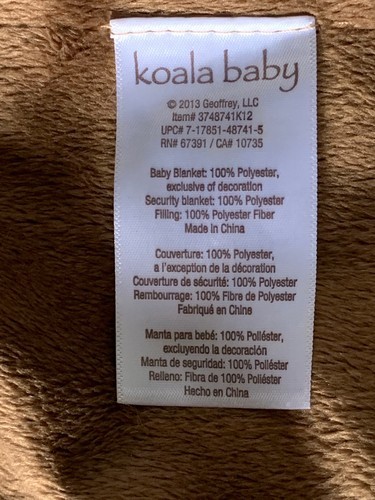 koala baby
© 2013 Geoffrey, LLC
Item# 3748741K12
UPC# 7-17851-48741-5
RN# 67391 / CA# 10735
Baby Blanket: 100% Polyester,
exclusive of decoration
Security blanket: 100% Polyester
Filling: 100% Polyester Fiber
Made in China
Couverture: 100% Polyester,
a l'exception de la décoration
Couverture de sécurité: 100% Polyester
Rembourrage: 100% Fibre de Polyester
Fabriqué en Chine
Manta para bebé: 100% Poliéster,
excluyendo la decoración
Manta de seguridad: 100% Poliéster
Relleno: Fibra de 100% Poliéster
Hecho en China